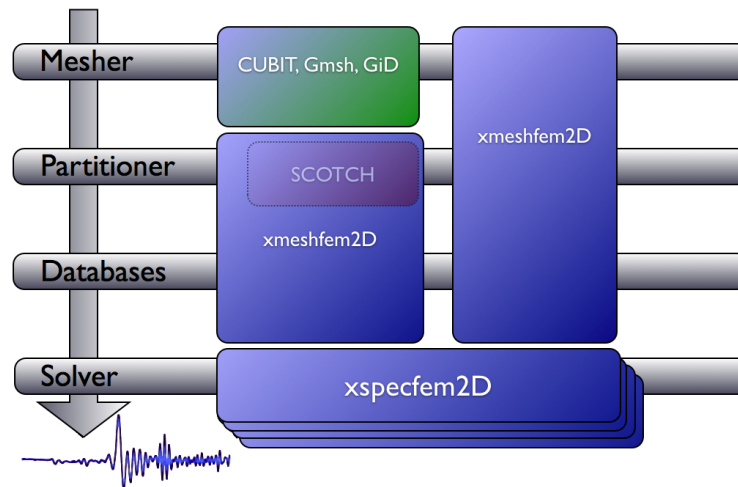 Mesher
CUBIT, Gmsh, GiD
xmeshfem2D
Partitioner
SCOTCH
xmeshfem2D
Databases
Solver
xspecfem2D